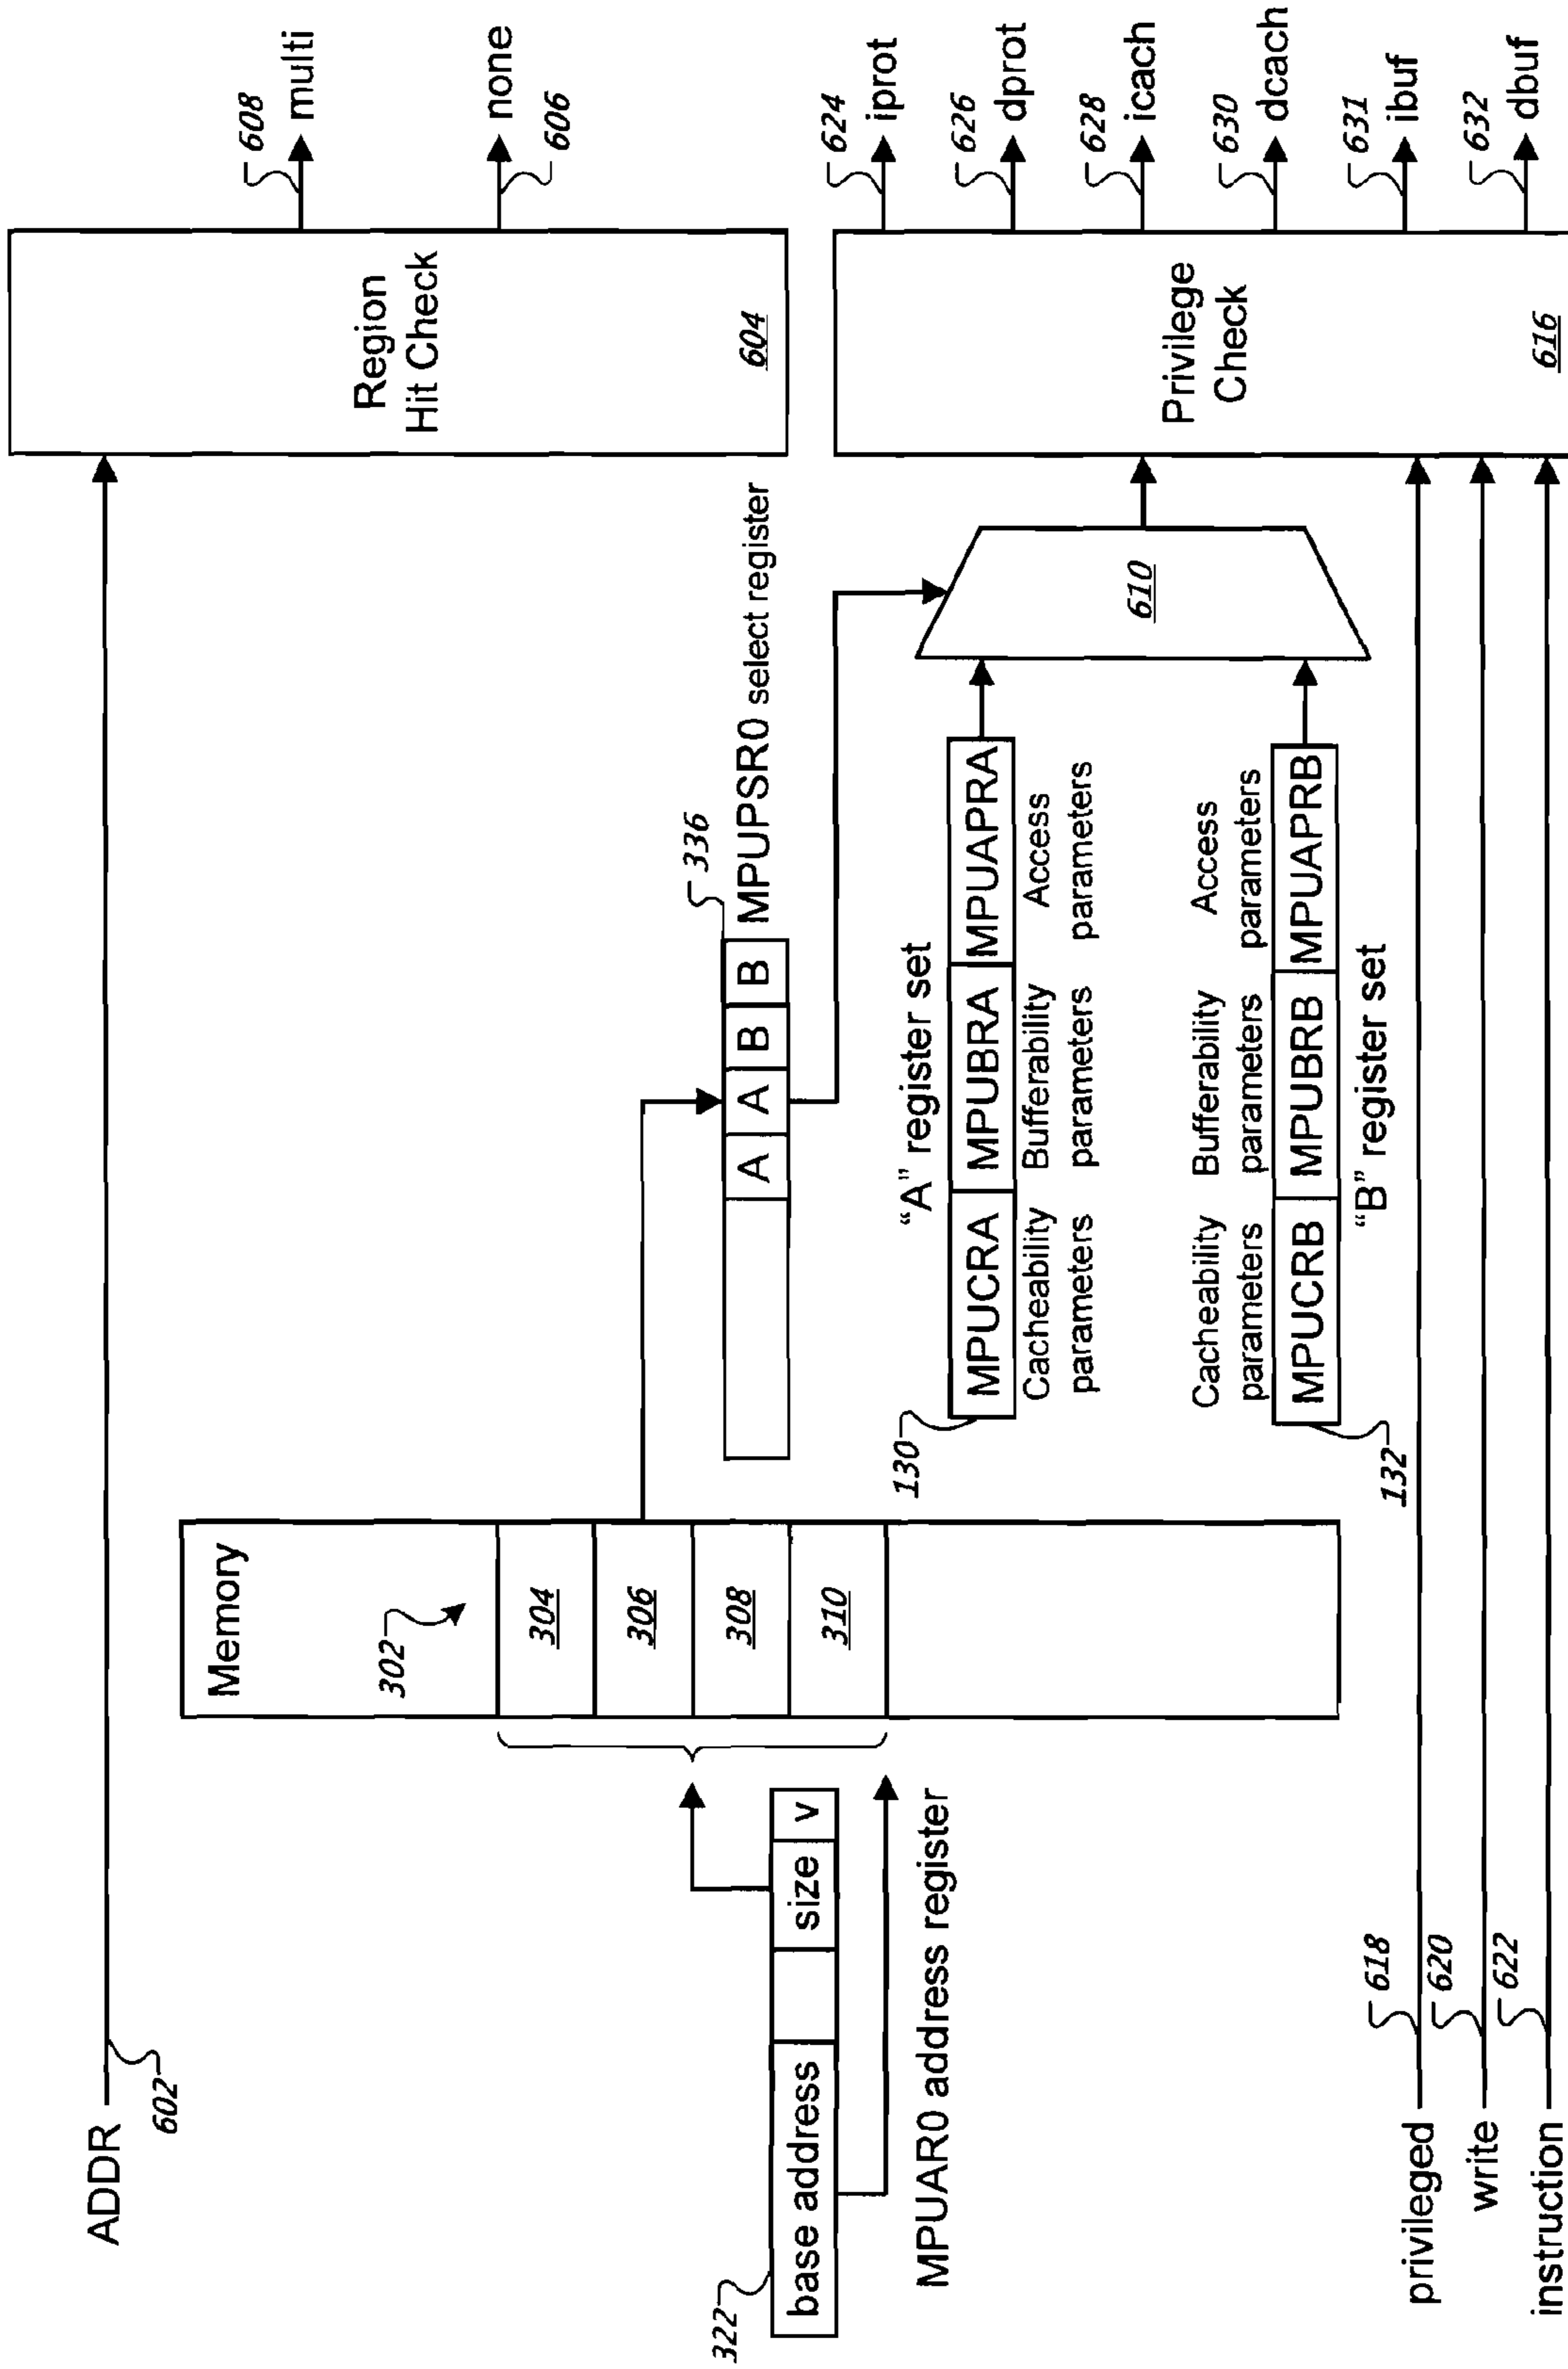 ADDR
602
Region
Hit Check
604
608
multi
none
606
Memory
302
304
306
308
310
322
base address
size
v
MPUAR0 address register
336
A
A
B
B
MPUPSR0 select register
"A" register set
130
MPUCRA
MPUBRA
MPUAPRA
Cacheability
parameters
Bufferability
parameters
Access
parameters
Cacheability
parameters
Bufferability
parameters
Access
parameters
MPUCRB
MPUBRB
MPUAPRB
132
"B" register set
610
Privilege
Check
616
624
iprot
626
dprot
628
icach
630
dcach
631
ibuf
632
dbuf
privileged
618
write
620
instruction
622